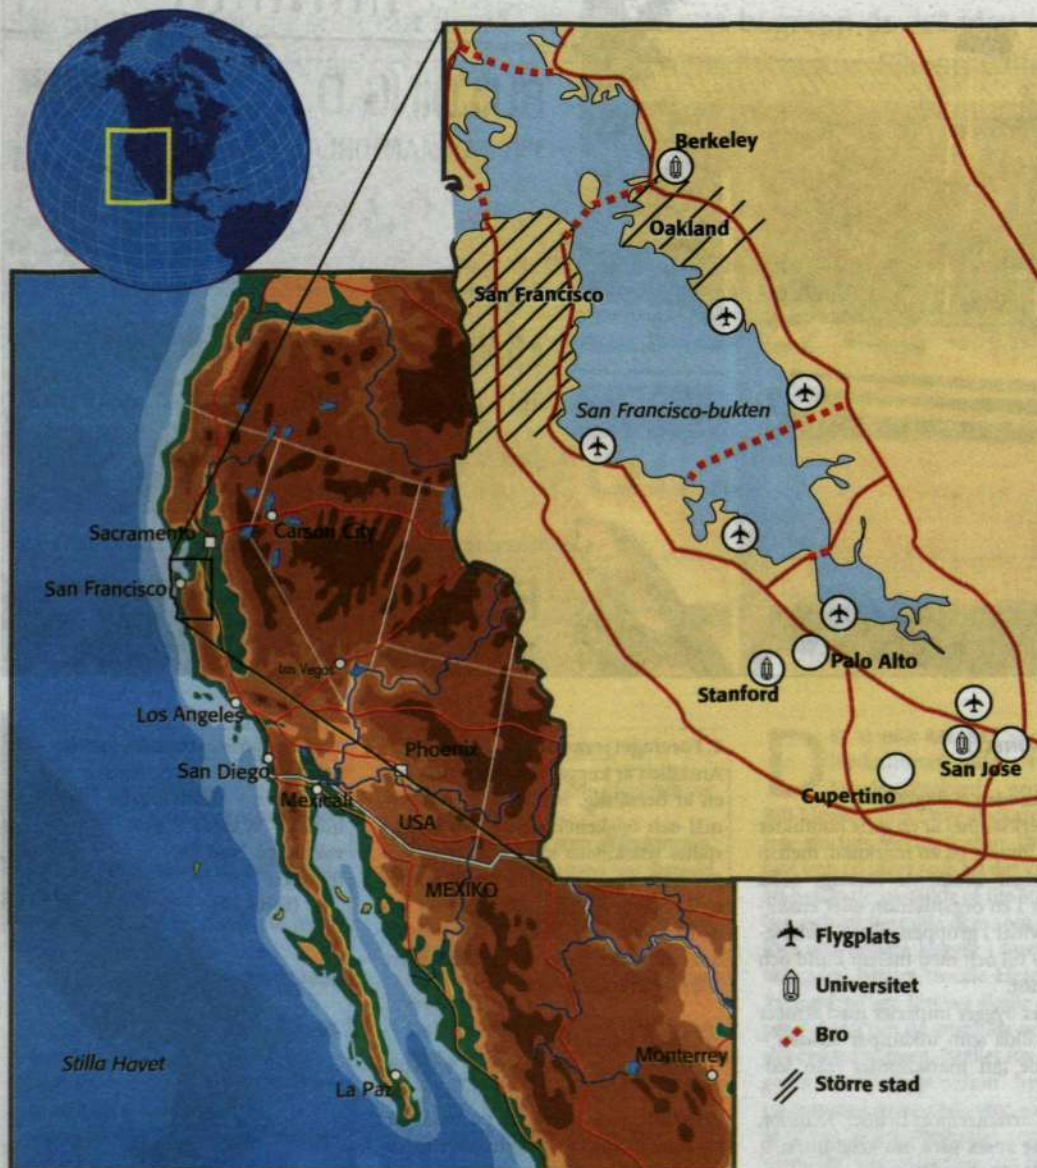 Berkeley
Oakland
San Francisco
San Francisco-bukten
Palo Alto
Stanford
San Jose
Cupertino
Sacramento
Carson City
San Francisco
Las Vegas
Los Angeles
Phoenix
San Diego
Mexicali
USA
MEXIKO
Flygplats
Universitet
Bro
Större stad
Stilla Havet
Monterrey
La Paz